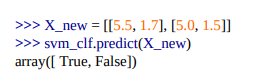 >>> X_new = [[5.5, 1.7], [5.0, 1.5]]
>>> svm_clf.predict(X_new)
array([ True, False])